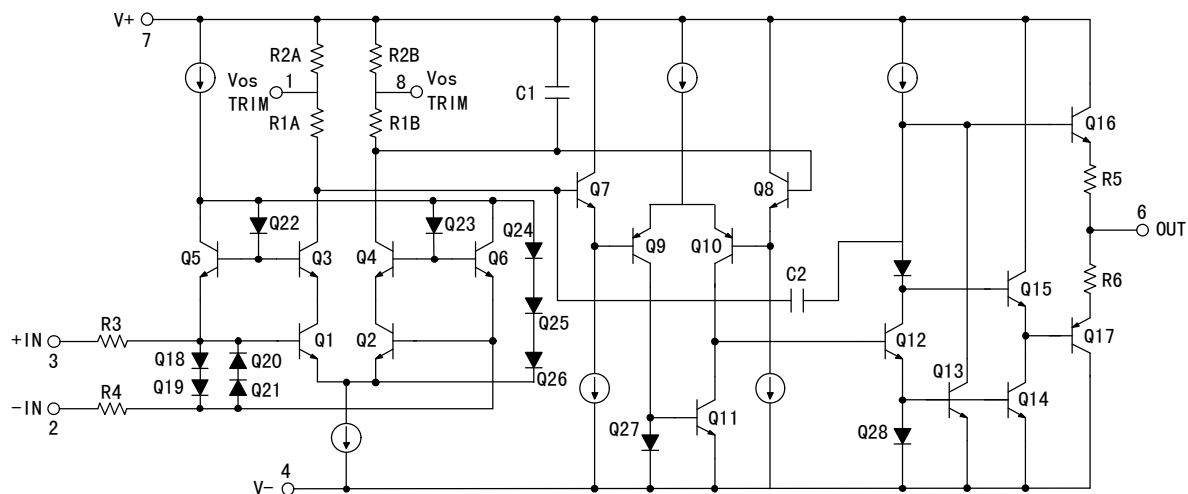 V+
7
R2A
R2B
Vos
1
TRIM
8
Vos
TRIM
C1
R1A
R1B
Q16
Q7
Q8
R5
Q22
Q23
Q24
6
OUT
Q5
Q3
Q4
Q6
Q9
Q10
C2
R6
Q25
Q15
R3
+IN
3
Q18
Q20
Q1
Q2
Q12
Q17
Q19
Q21
Q26
Q13
R4
-IN
2
Q14
Q27
Q11
Q28
4
V-